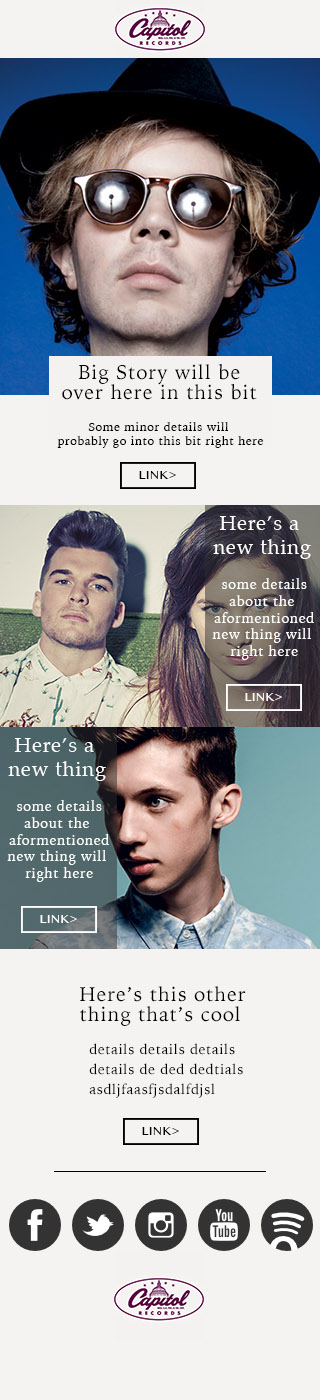 Capitol
RECORDS
Big Story will be
over here in this bit
Some minor details will
probably go into this bit right here
LINK>
Here's a
new thing
some details
about the
aformentioned
new thing will
right here
LINK>
Here's a
new thing
some details
about the
aformentioned
new thing will
right here
LINK>
Here's this other
thing that's cool
details details details
details de ded dedtials
asdljfaasfjsdalfdjsl
LINK>
You
Tube
Capitol
RECORDS